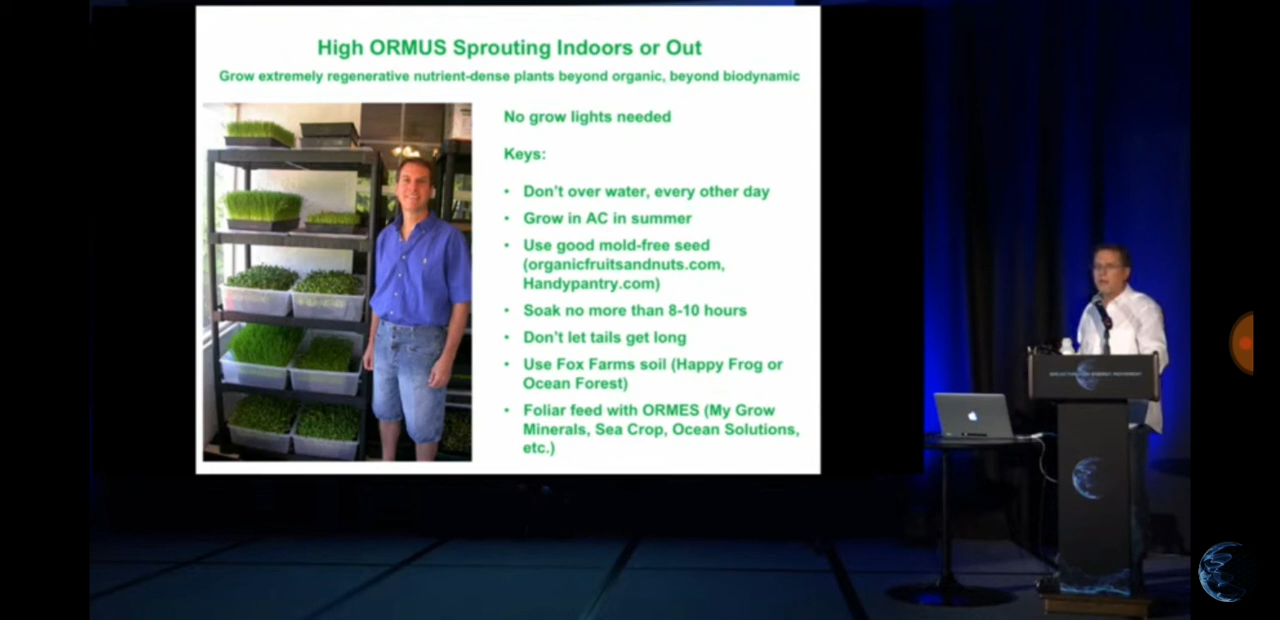 High ORMUS Sprouting Indoors or Out
Grow extremely regenerative nutrient-dense plants beyond organic, beyond biodynamic
No grow lights needed
Keys:
• Don't over water, every other day
• Grow in AC in summer
• Use good mold-free seed
(organicfruitsandnuts.com,
Handypantry.com)
• Soak no more than 8-10 hours
• Don't let tails get long
• Use Fox Farms soil (Happy Frog or
Ocean Forest)
• Foliar feed with ORMES (My Grow
Minerals, Sea Crop, Ocean Solutions,
etc.)